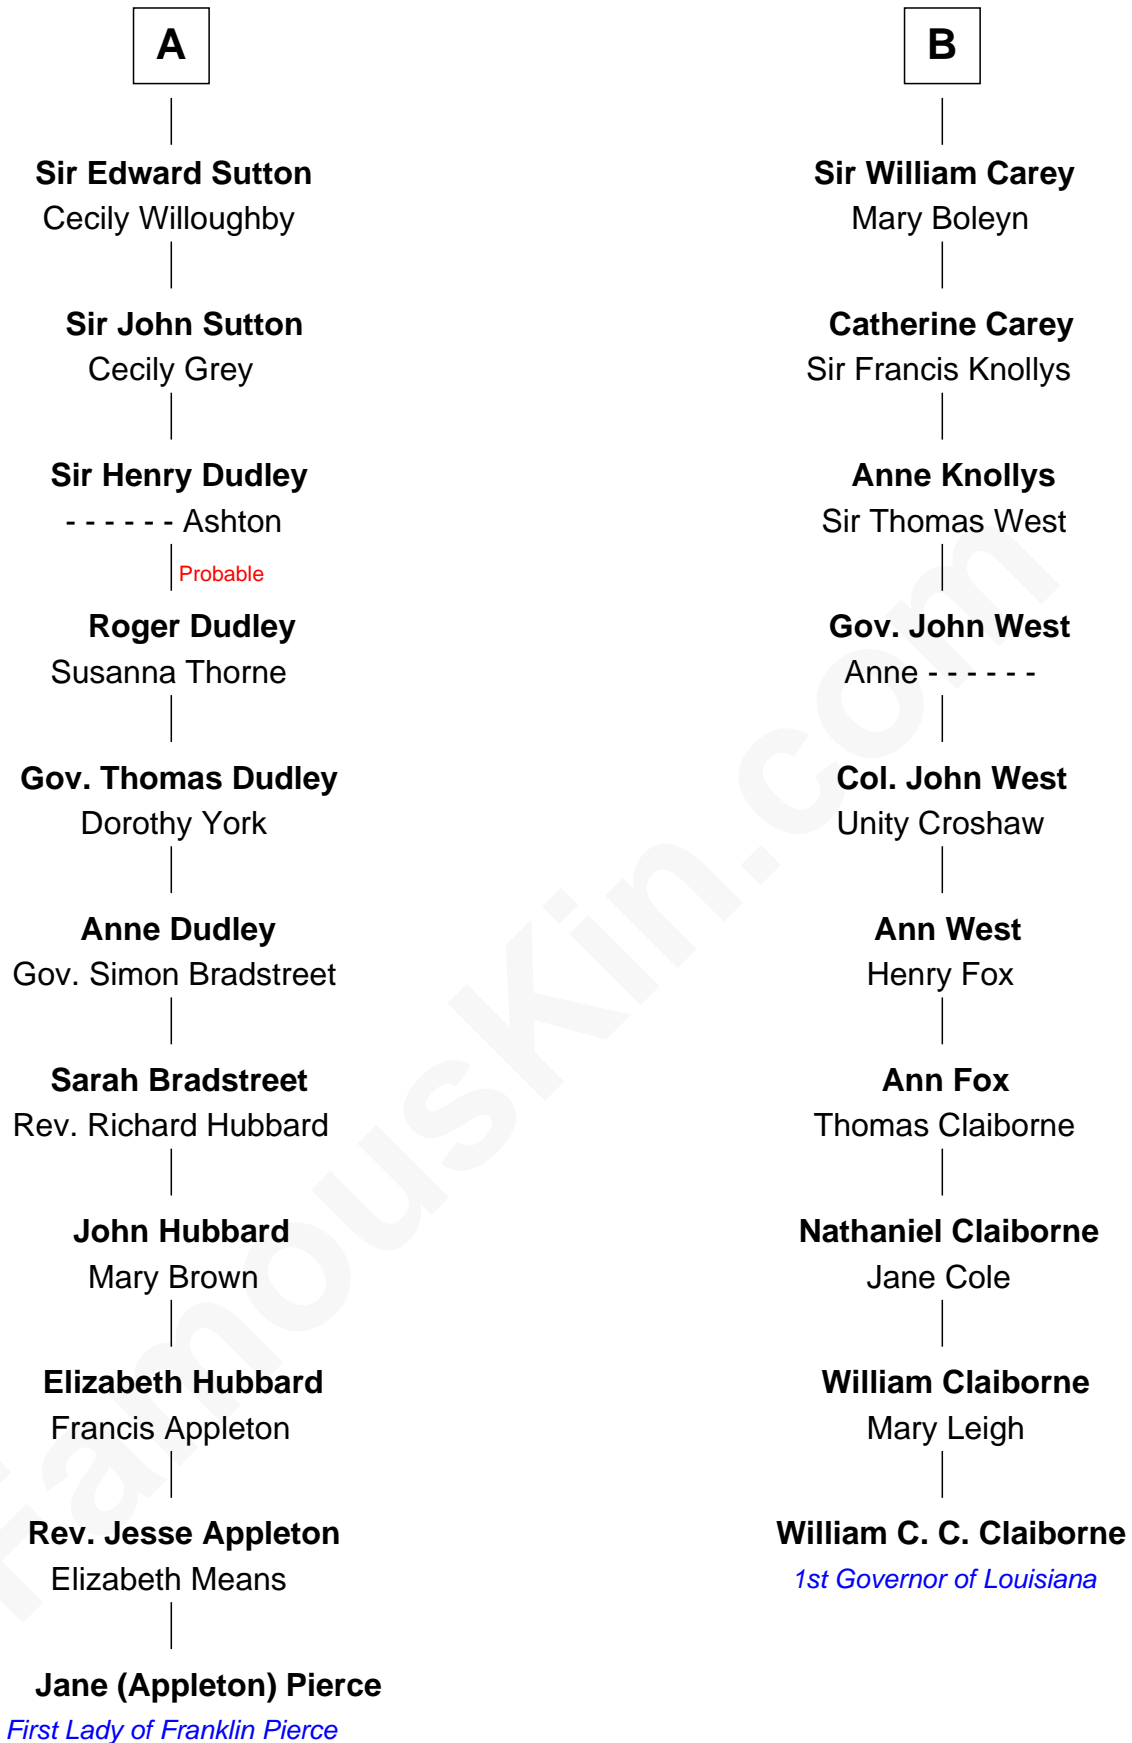 A
Sir Edward Sutton
Cecily Willoughby
Sir John Sutton
Cecily Grey
Sir Henry Dudley
- - - - - - Ashton
Probable
Roger Dudley
Susanna Thorne
Gov. Thomas Dudley
Dorothy York
Anne Dudley
Gov. Simon Bradstreet
Sarah Bradstreet
Rev. Richard Hubbard
John Hubbard
Mary Brown
Elizabeth Hubbard
Francis Appleton
Rev. Jesse Appleton
Elizabeth Means
Jane (Appleton) Pierce
First Lady of Franklin Pierce
B
Sir William Carey
Mary Boleyn
Catherine Carey
Sir Francis Knollys
Anne Knollys
Sir Thomas West
Gov. John West
Anne - - - - - -
Col. John West
Unity Croshaw
Ann West
Henry Fox
Ann Fox
Thomas Claiborne
Nathaniel Claiborne
Jane Cole
William Claiborne
Mary Leigh
William C. C. Claiborne
1st Governor of Louisiana
FamousKin.com